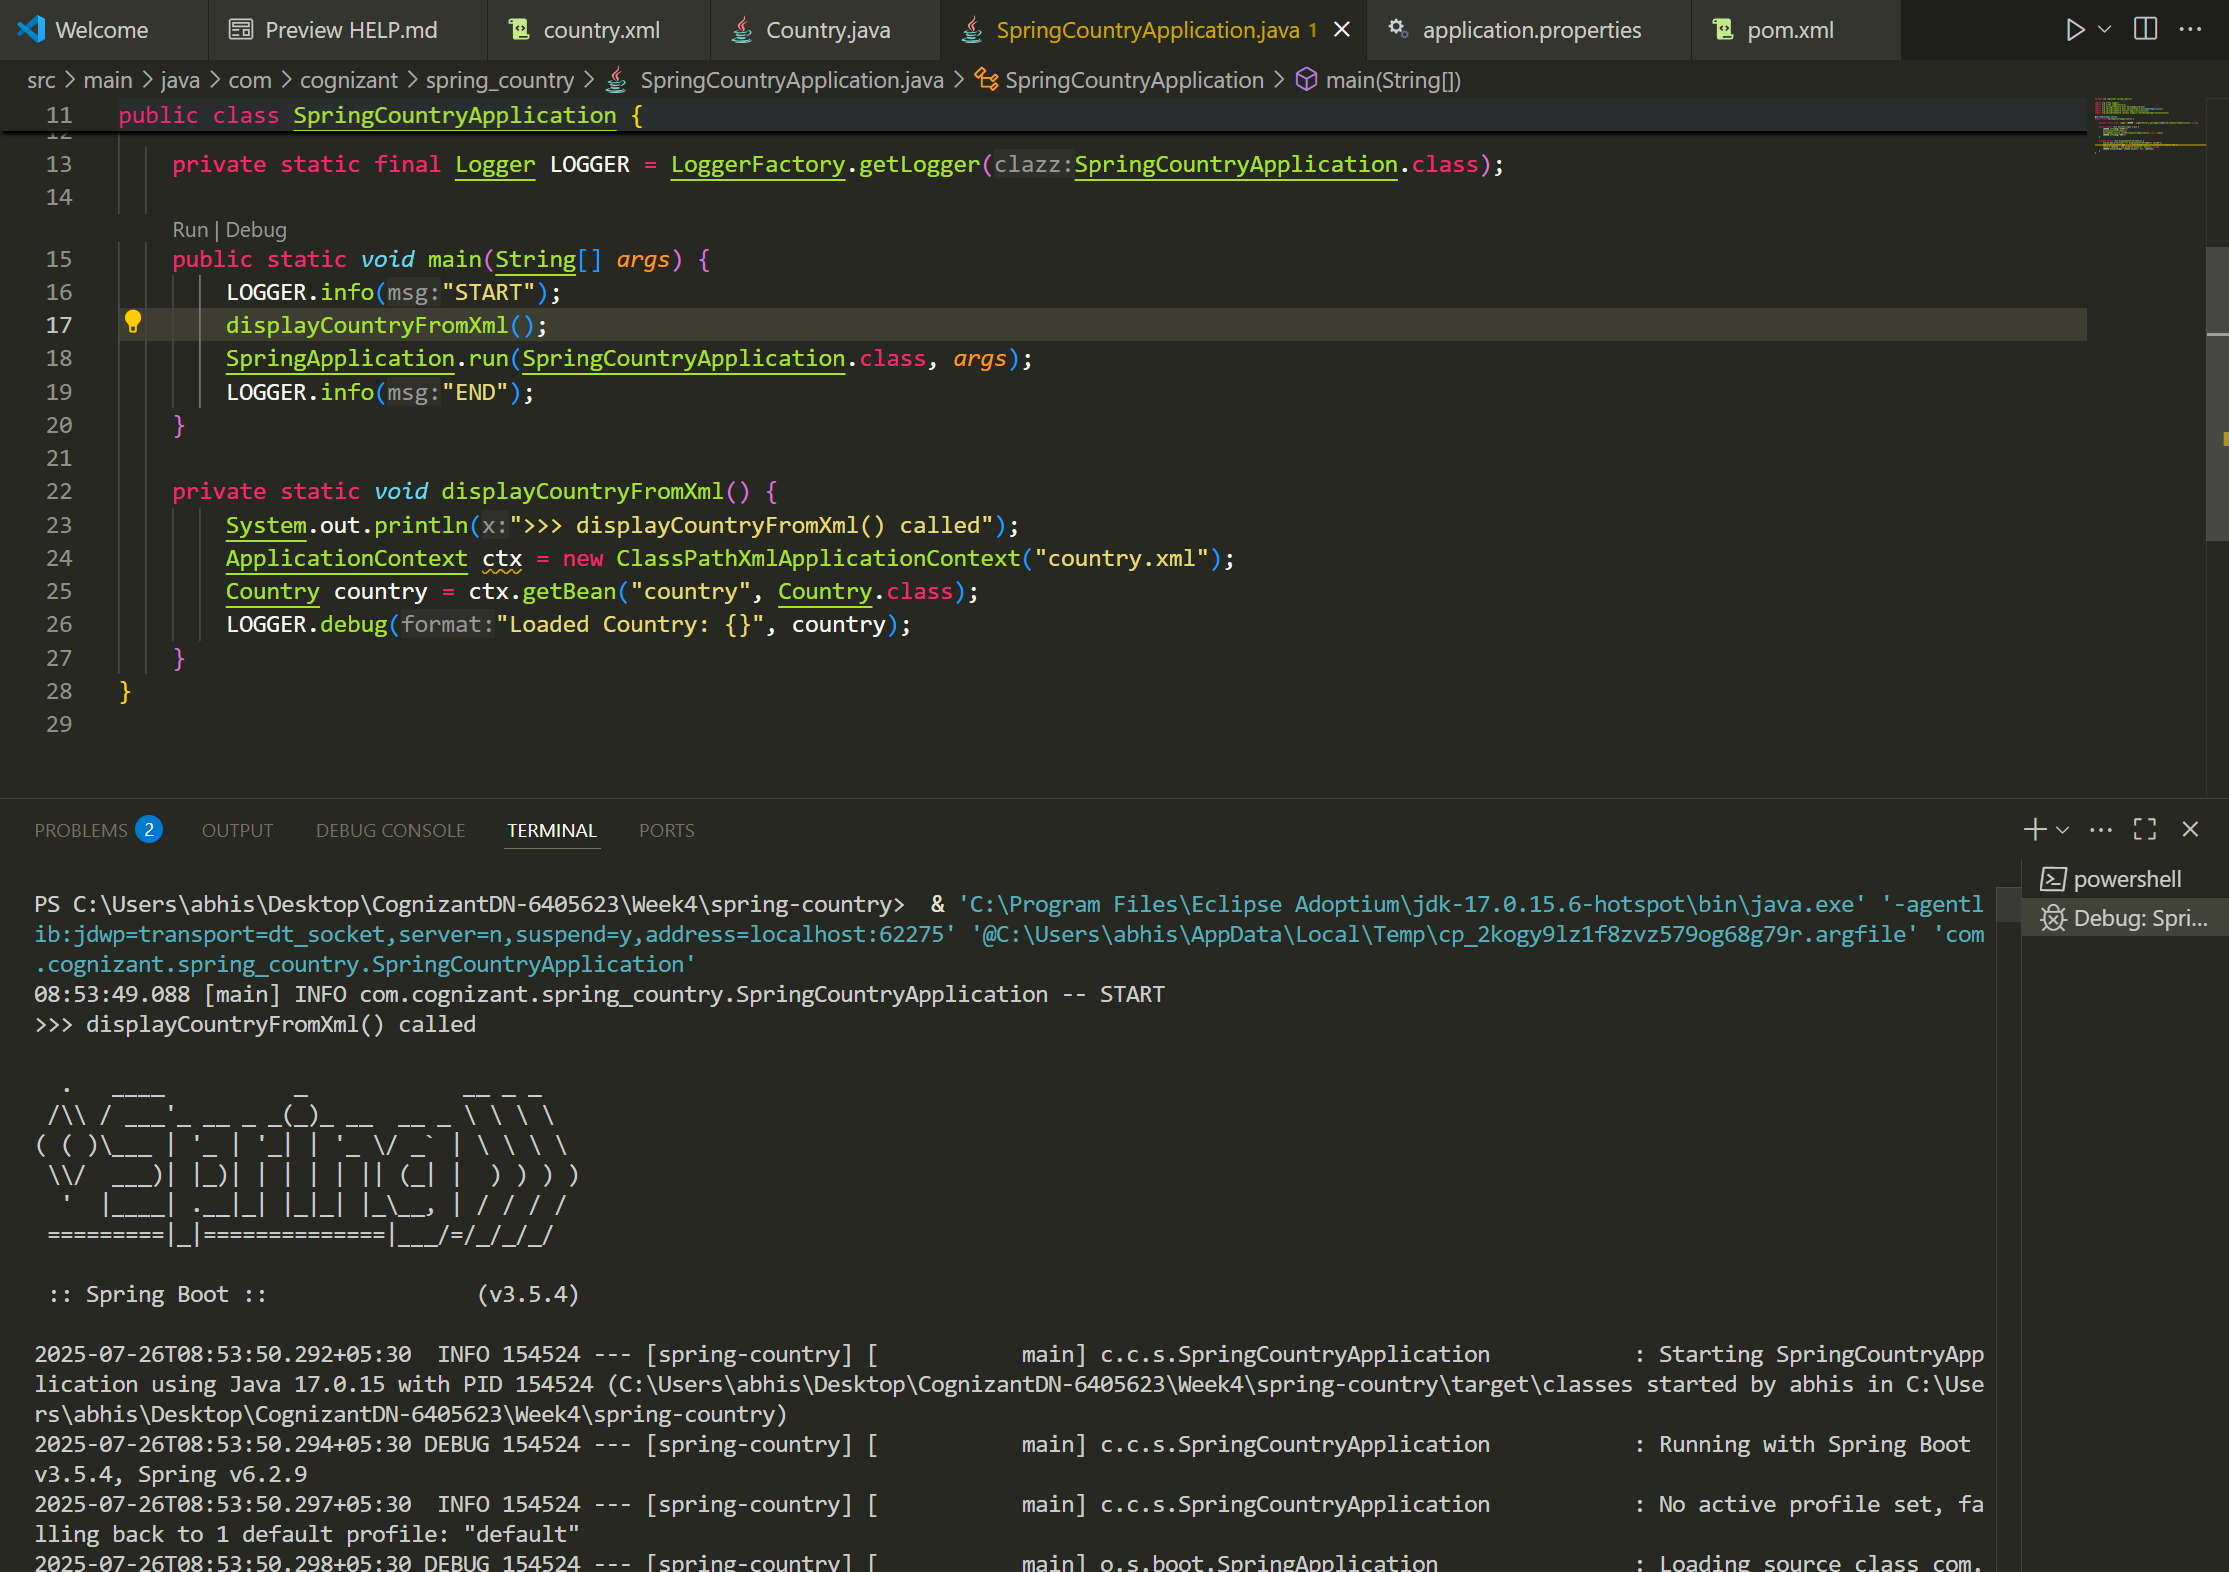 Welcome
Preview HELP.md
country.xml
Country.java
SpringCountryApplication.java 1
application.properties
pom.xml
src > main > java > com > cognizant > spring_country > SpringCountryApplication.java > SpringCountryApplication > main(String[])
11 public class SpringCountryApplication {
12
13 private static final Logger LOGGER = LoggerFactory.getLogger(clazz:SpringCountryApplication.class);
14
Run | Debug
15 public static void main(String[] args) {
16 LOGGER.info(msg:"START");
17 displayCountryFromXml();
18 SpringApplication.run(SpringCountryApplication.class, args);
19 LOGGER.info(msg:"END");
20 }
21
22 private static void displayCountryFromXml() {
23 System.out.println(x:">>> displayCountryFromXml() called");
24 ApplicationContext ctx = new ClassPathXmlApplicationContext("country.xml");
25 Country country = ctx.getBean("country", Country.class);
26 LOGGER.debug(format:"Loaded Country: {}", country);
27 }
28 }
29
PROBLEMS 2
OUTPUT
DEBUG CONSOLE
TERMINAL
PORTS
powershell
Debug: Spri...
PS C:\Users\abhis\Desktop\CognizantDN-6405623\Week4\spring-country>  & 'C:\Program Files\Eclipse Adoptium\jdk-17.0.15.6-hotspot\bin\java.exe' '-agentl
ib:jdwp=transport=dt_socket,server=n,suspend=y,address=localhost:62275' '@C:\Users\abhis\AppData\Local\Temp\cp_2kogy9lz1f8zvz579og68g79r.argfile' 'com
.cognizant.spring_country.SpringCountryApplication'
08:53:49.088 [main] INFO com.cognizant.spring_country.SpringCountryApplication -- START
>>> displayCountryFromXml() called
  .   ____          _            __ _ _
 /\\ / ___'_ __ _ _(_)_ __  __ _ \ \ \ \
( ( )\___ | '_ | '_| | '_ \/ _` | \ \ \ \
 \\/  ___)| |_)| | | | | || (_| |  ) ) ) )
  '  |____| .__|_| |_|_| |_\__, | / / / /
 =========|_|==============|___/=/_/_/_/
 :: Spring Boot ::                (v3.5.4)
2025-07-26T08:53:50.292+05:30  INFO 154524 --- [spring-country] [           main] c.c.s.SpringCountryApplication           : Starting SpringCountryApp
lication using Java 17.0.15 with PID 154524 (C:\Users\abhis\Desktop\CognizantDN-6405623\Week4\spring-country\target\classes started by abhis in C:\Use
rs\abhis\Desktop\CognizantDN-6405623\Week4\spring-country)
2025-07-26T08:53:50.294+05:30 DEBUG 154524 --- [spring-country] [           main] c.c.s.SpringCountryApplication           : Running with Spring Boot
v3.5.4, Spring v6.2.9
2025-07-26T08:53:50.297+05:30  INFO 154524 --- [spring-country] [           main] c.c.s.SpringCountryApplication           : No active profile set, fa
lling back to 1 default profile: "default"
2025-07-26T08:53:50.298+05:30 DEBUG 154524 --- [spring-country] [           main] o.s.boot.SpringApplication               : Loading source class com.